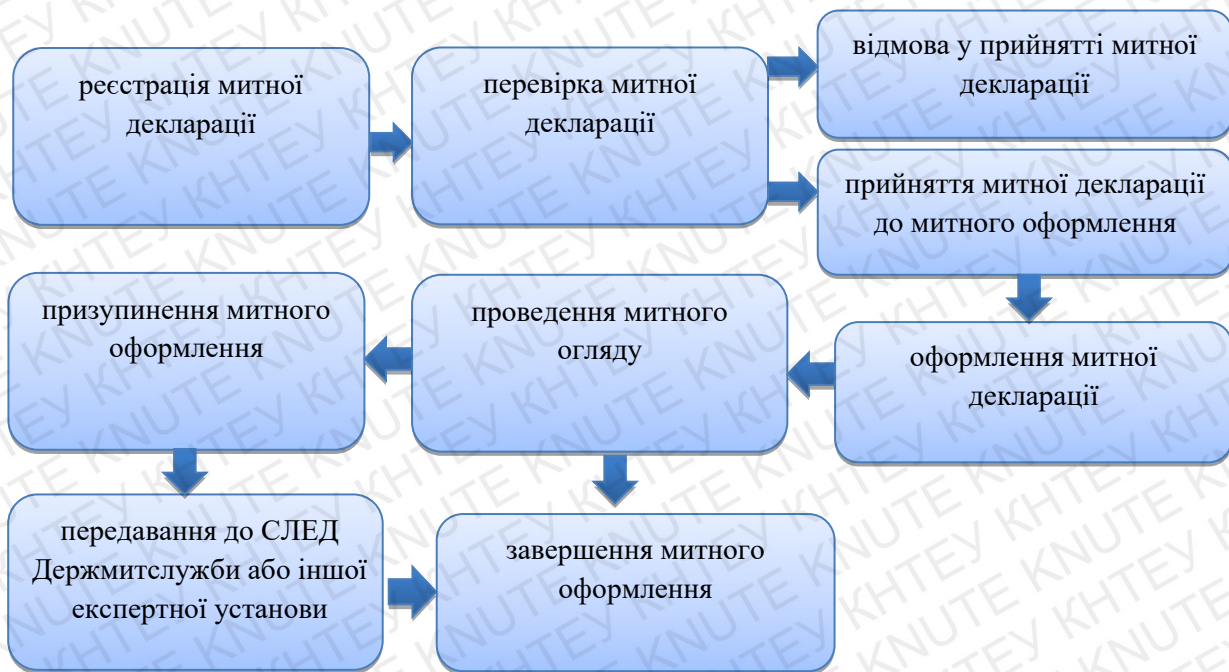 реєстрація митної
декларації
перевірка митної
декларації
відмова у прийнятті митної
декларації
прийняття митної декларації
до митного оформлення
призупинення митного
оформлення
проведення митного
огляду
оформлення митної
декларації
передавання до СЛЕД
Держмитслужби або іншої
експертної установи
завершення митного
оформлення